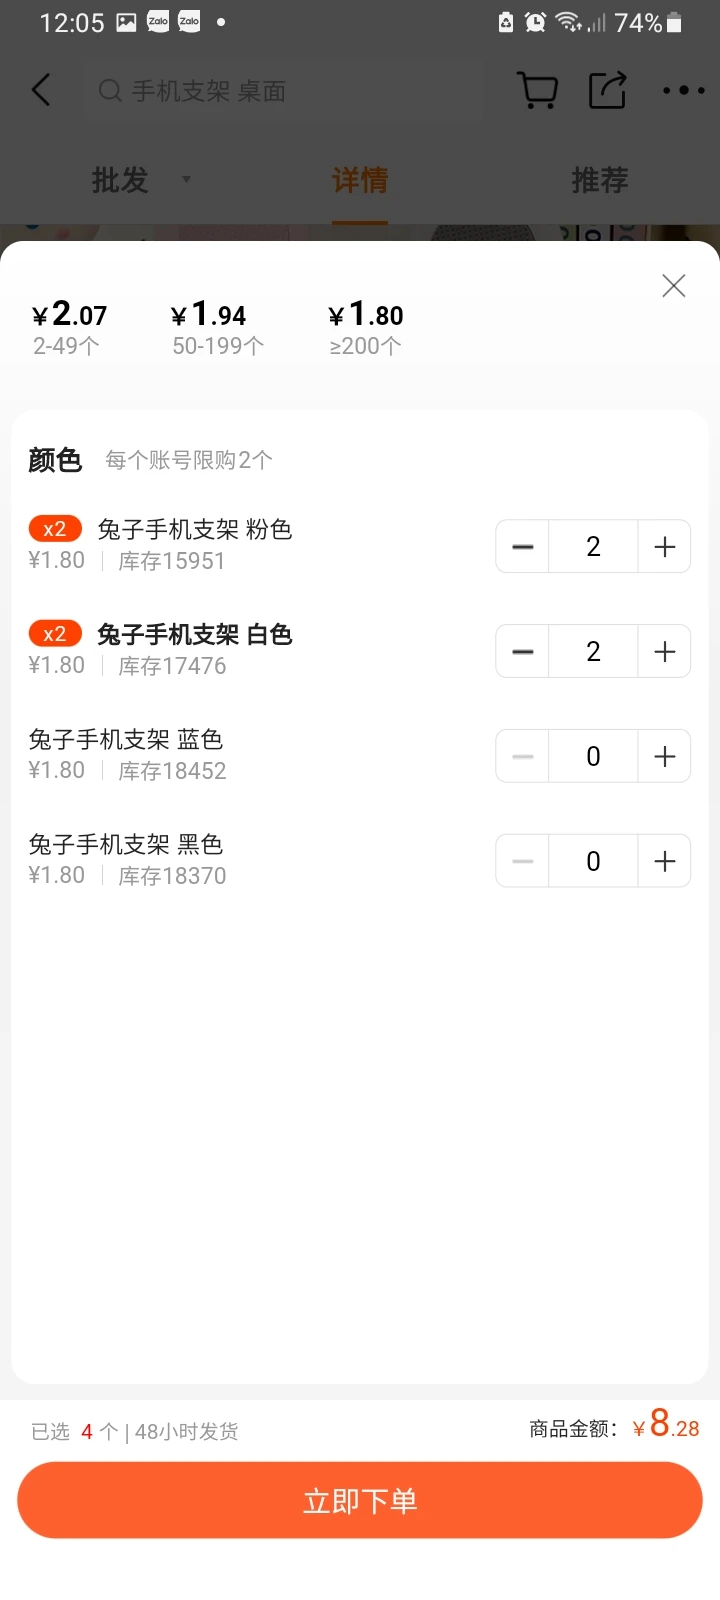 12:05 Zalo Zalo 74%
手机支架 桌面
批发 详情 推荐
¥2.07 ¥1.94 ¥1.80
2-49个 50-199个 ≥200个
颜色 每个账号限购2个
x2 兔子手机支架 粉色
¥1.80 库存15951
2
x2 兔子手机支架 白色
¥1.80 库存17476
2
兔子手机支架 蓝色
¥1.80 库存18452
0
兔子手机支架 黑色
¥1.80 库存18370
0
已选 4 个 | 48小时发货 商品金额：¥8.28
立即下单